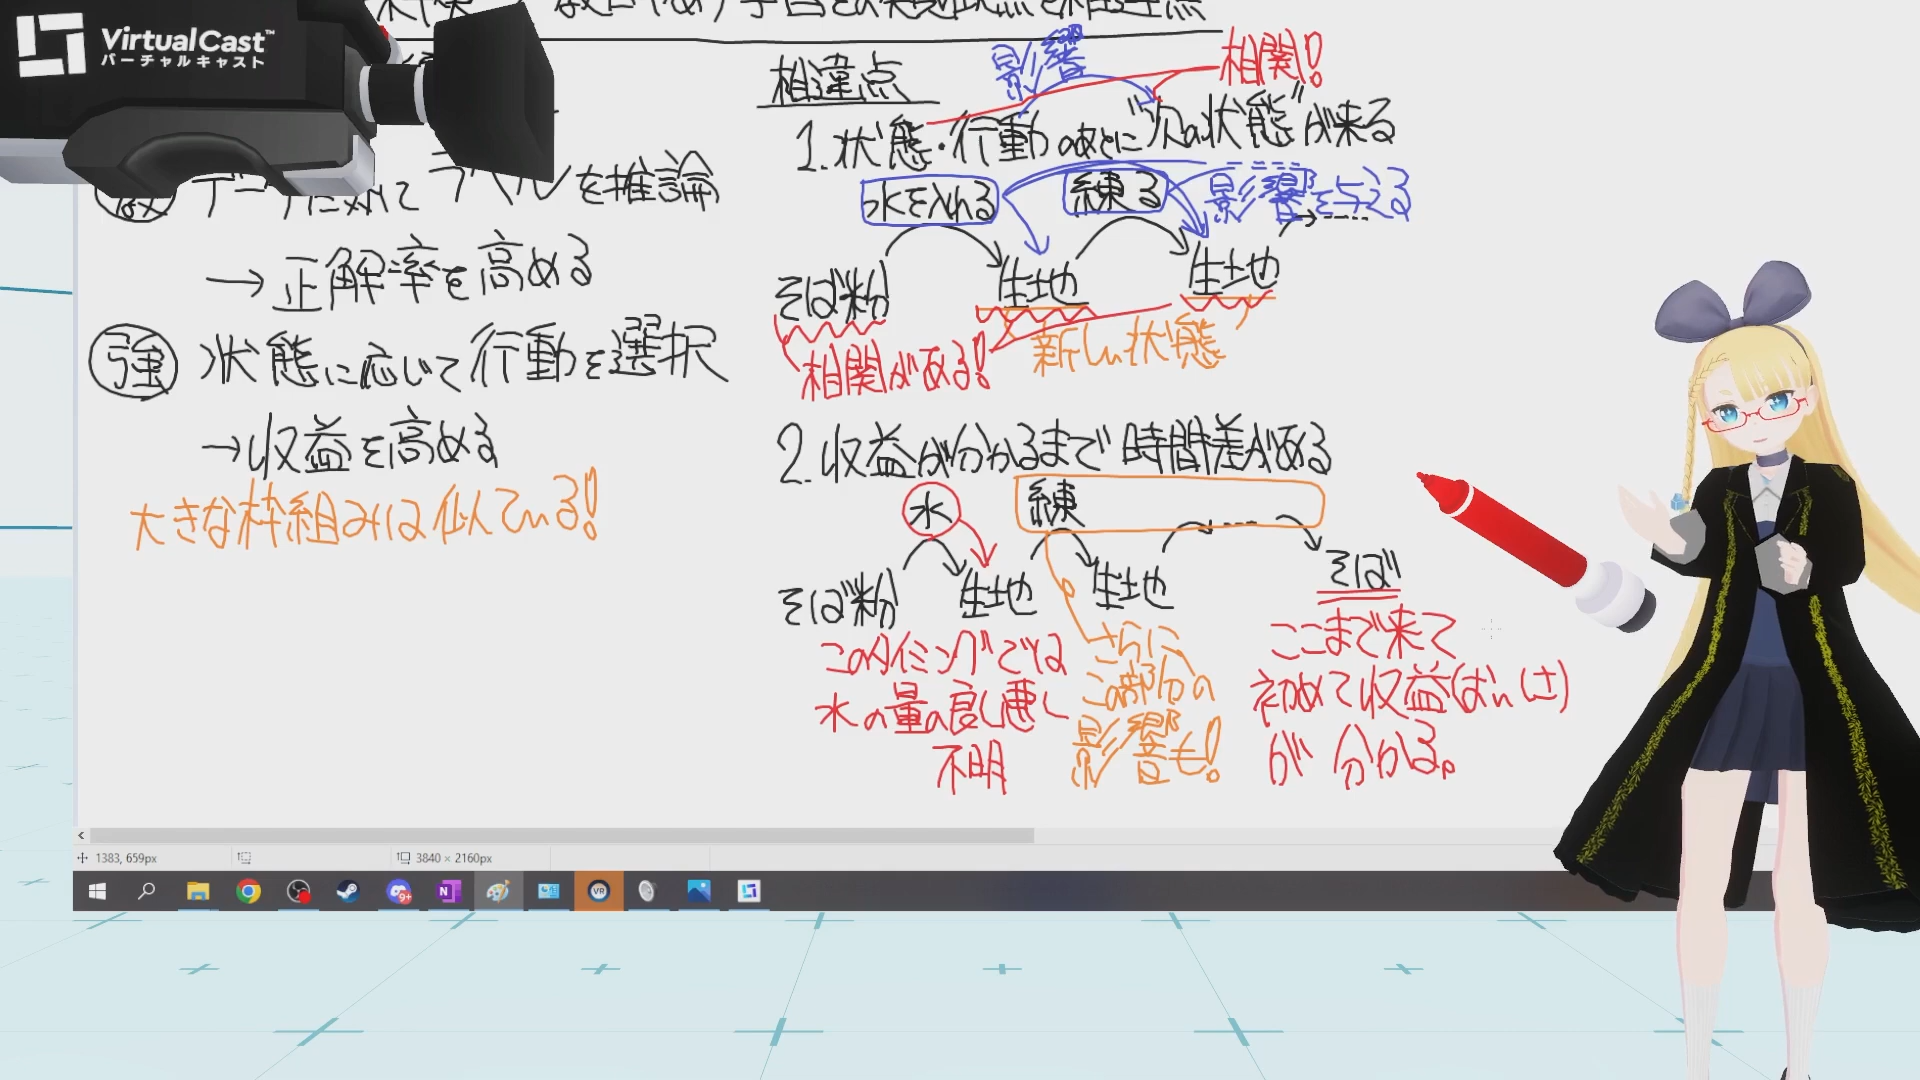 VirtualCast™
バーチャルキャスト
教 データに対して ラベルを推論
→正解率を高める
強 状態に応じて行動を選択
→収益を高める
大きな枠組みは似ている!
相違点
影響
相関!
1.状態・行動のあとに"次の状態"が来る
水を入れる 練る 影響を与える
そば粉 生地 生地
相関がある! 新しい状態
2.収益が分かるまで時間差がある
水 練
そば粉 生地 生地 そば
このタイミングでは
水の量の良し悪し
不明
さらに
この部分の
影響も!
ここまで来て
初めて収益(おいしさ)
が分かる。
1383, 659px
3840 × 2160px